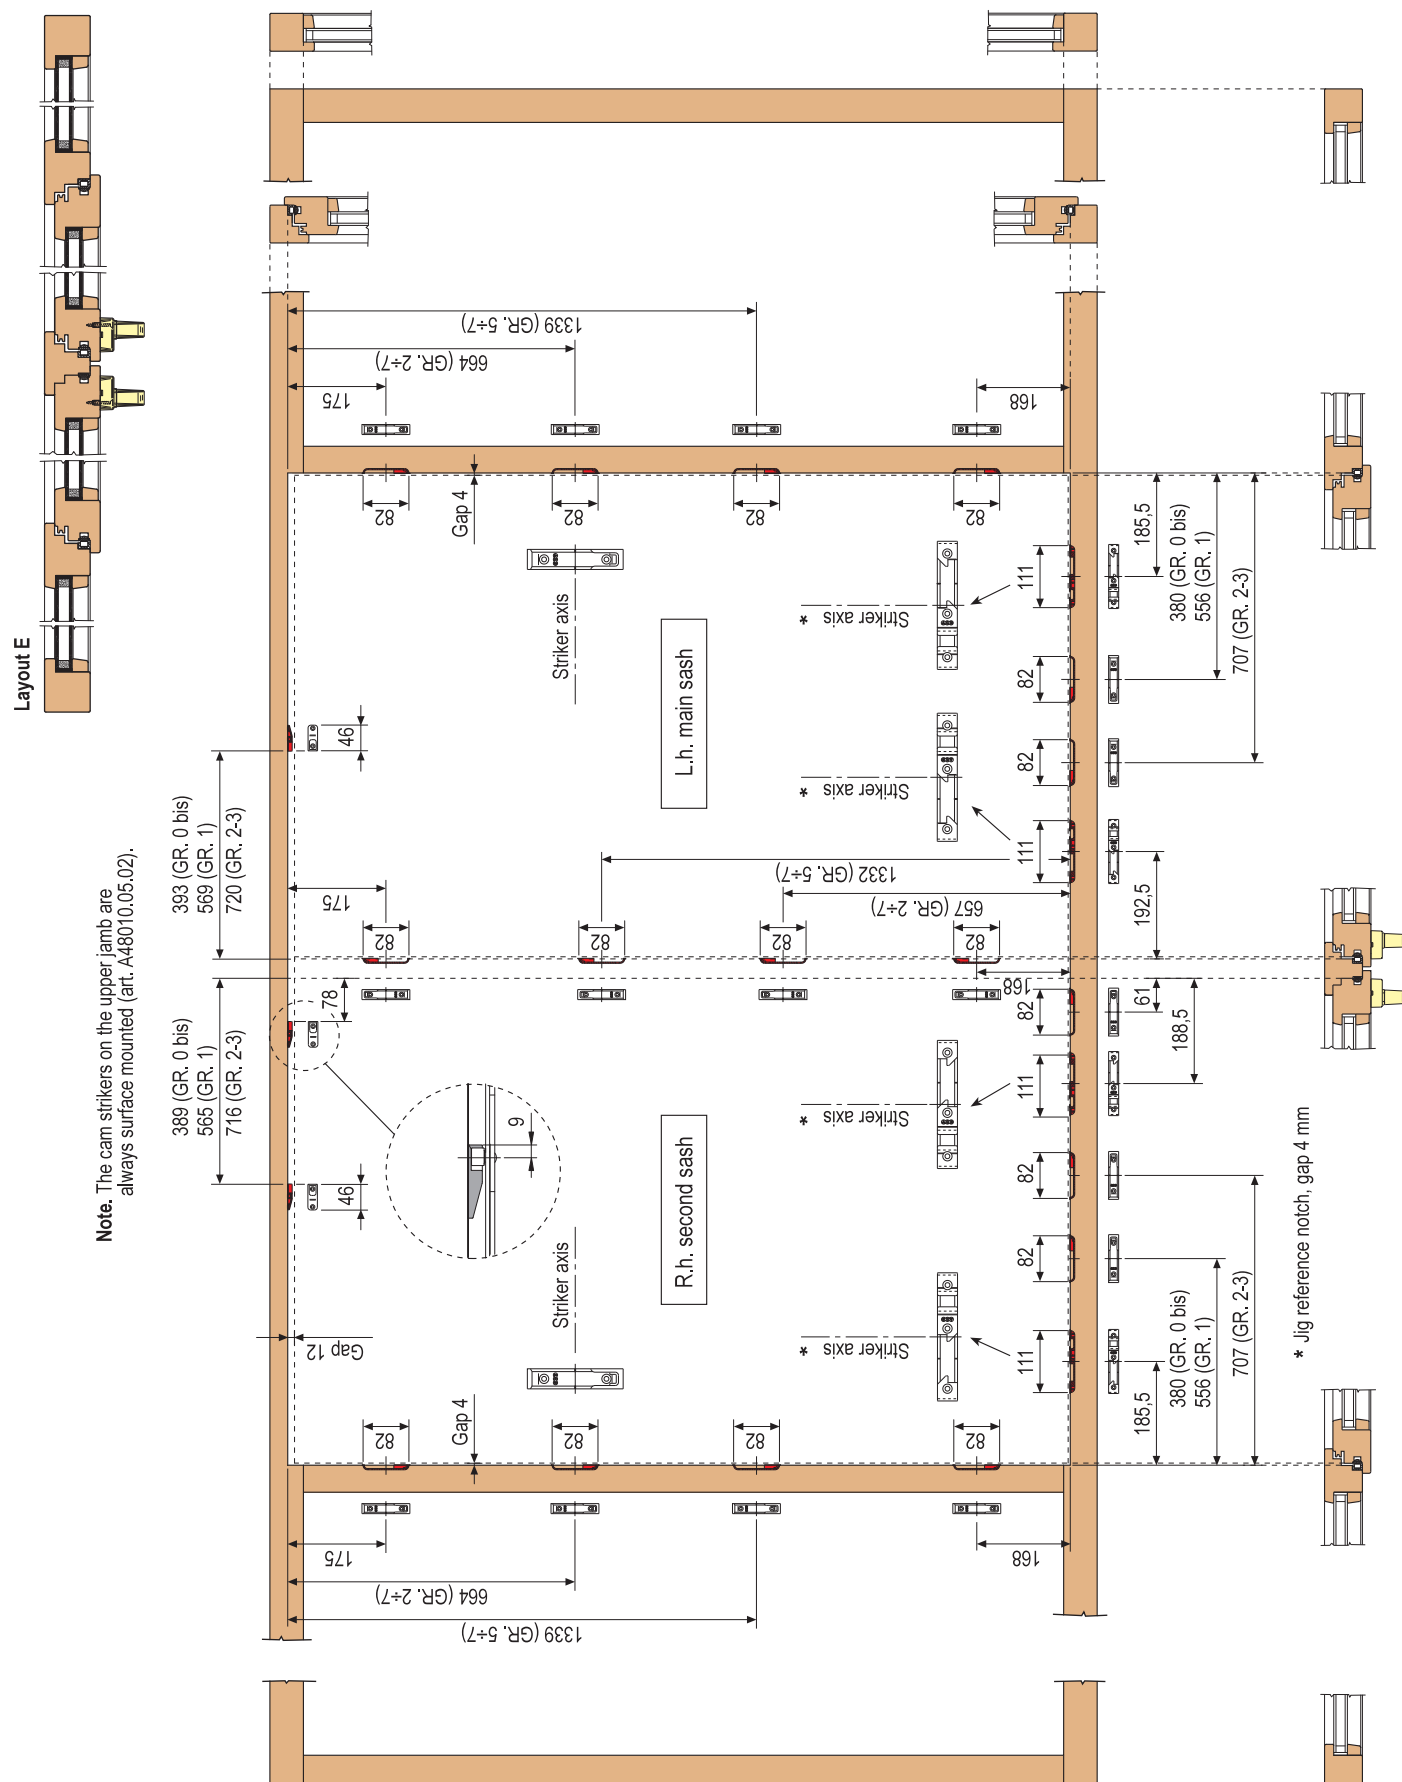 Layout E
Note. The cam strikers on the upper jamb are
always surface mounted (art. A48010.05.02).
393 (GR. 0 bis)
569 (GR. 1)
720 (GR. 2-3)
389 (GR. 0 bis)
565 (GR. 1)
716 (GR. 2-3)
78
46
46
9
Gap 12
1339 (GR. 5÷7)
664 (GR. 2÷7)
175
168
82
82
82
82
Gap 4
Striker axis
L.h. main sash
* Striker axis
* Striker axis
111
82
82
111
185,5
380 (GR. 0 bis)
556 (GR. 1)
707 (GR. 2-3)
192,5
175
1332 (GR. 5÷7)
657 (GR. 2÷7)
82
82
82
82
168
61
188,5
82
111
82
82
111
* Striker axis
* Striker axis
R.h. second sash
Striker axis
Gap 4
82
82
82
82
185,5
380 (GR. 0 bis)
556 (GR. 1)
707 (GR. 2-3)
175
664 (GR. 2÷7)
1339 (GR. 5÷7)
168
* Jig reference notch, gap 4 mm